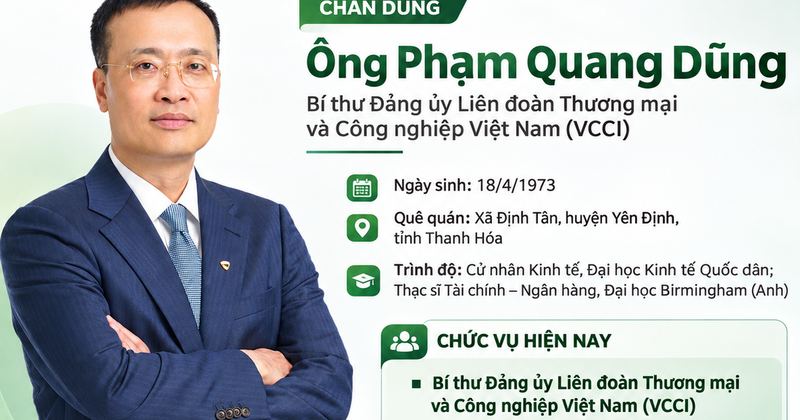 CHÂN DUNG
Ông Phạm Quang Dũng
Bí thư Đảng ủy Liên đoàn Thương mại
và Công nghiệp Việt Nam (VCCI)
Ngày sinh: 18/4/1973
Quê quán: Xã Định Tân, huyện Yên Định,
tỉnh Thanh Hóa
Trình độ: Cử nhân Kinh tế, Đại học Kinh tế Quốc dân;
Thạc sĩ Tài chính – Ngân hàng, Đại học Birmingham (Anh)
CHỨC VỤ HIỆN NAY
▪ Bí thư Đảng ủy Liên đoàn Thương mại
và Công nghiệp Việt Nam (VCCI)